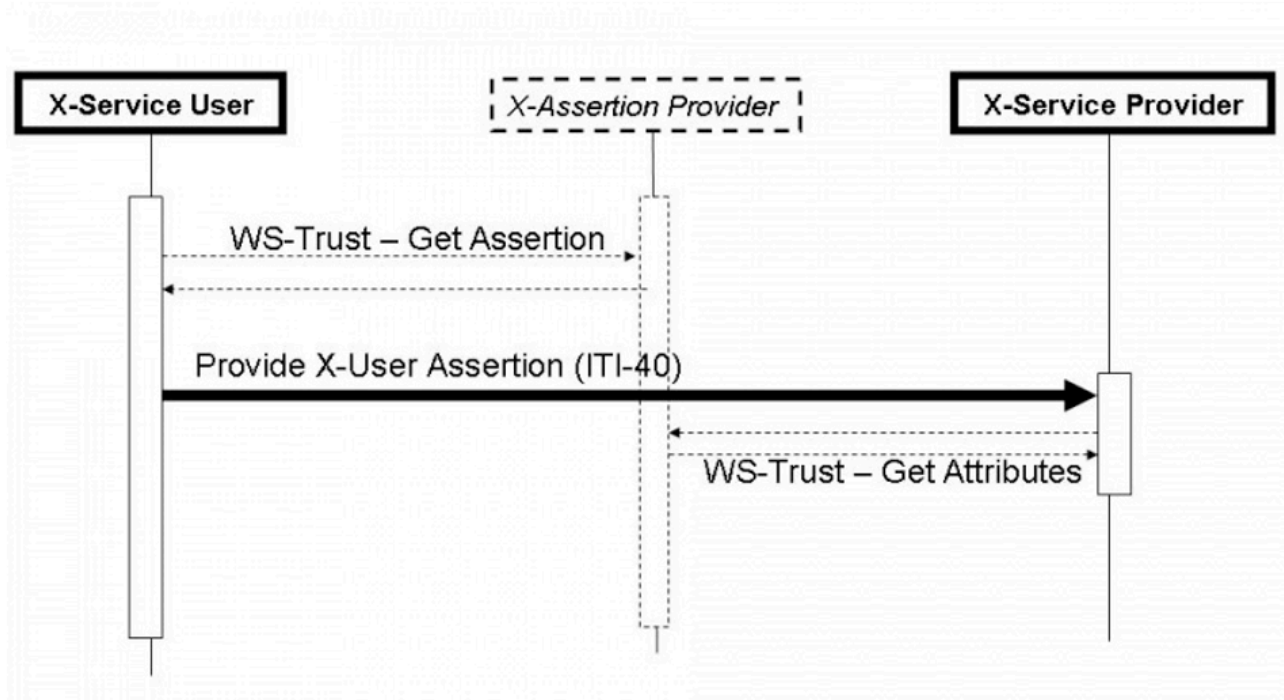 X-Service User
X-Assertion Provider
X-Service Provider
WS-Trust – Get Assertion
Provide X-User Assertion (ITI-40)
WS-Trust – Get Attributes